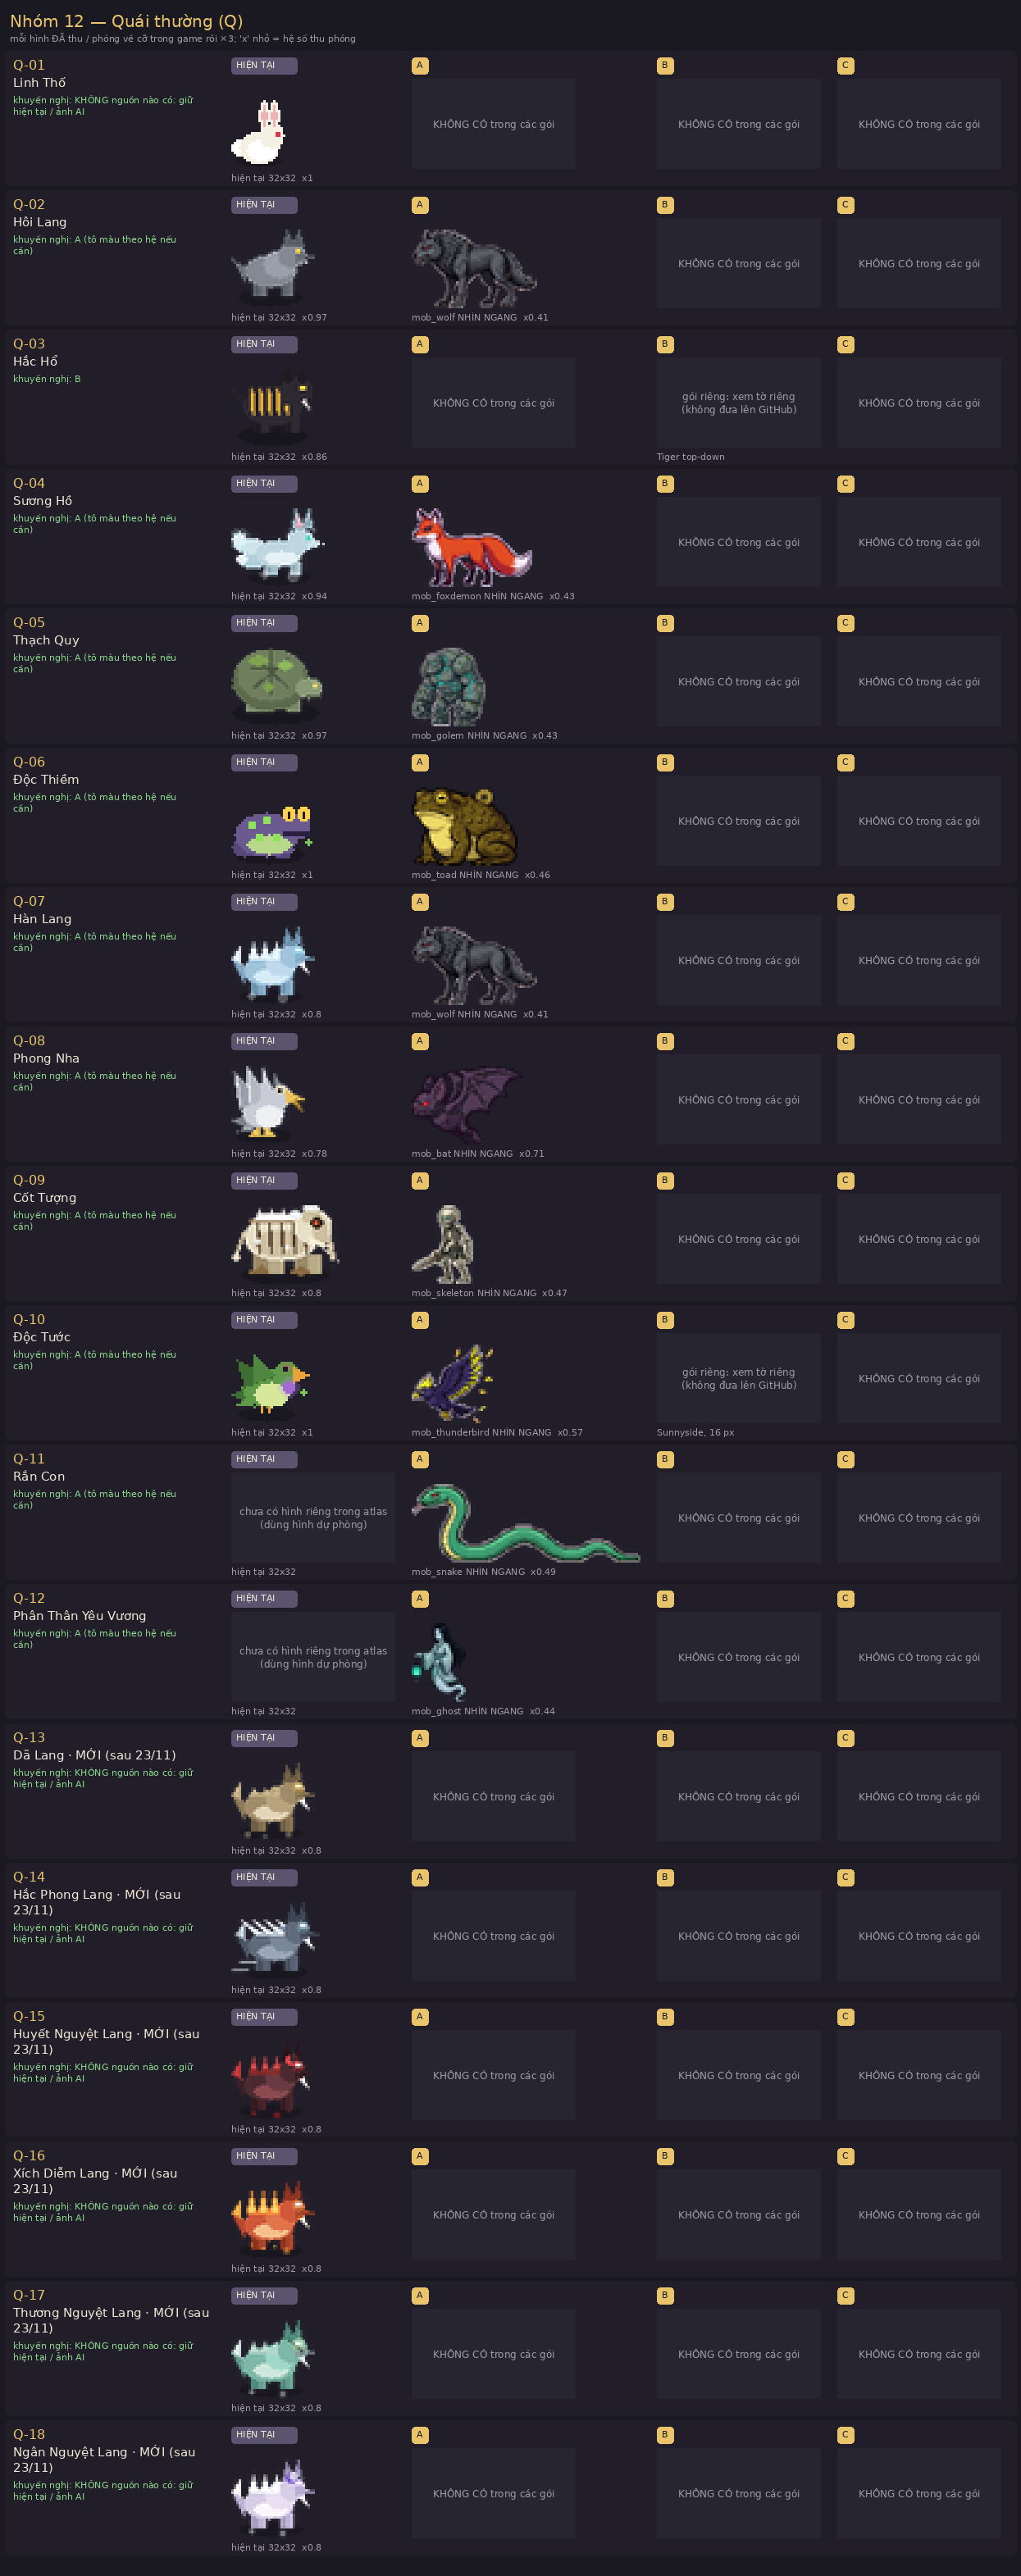 Nhóm 12 — Quái thường (Q)
mỗi hình ĐÃ thu / phóng về cỡ trong game rồi ×3; 'x' nhỏ = hệ số thu phóng
Q-01
Linh Thố
khuyến nghị: KHÔNG nguồn nào có: giữ
hiện tại / ảnh AI
HIỆN TẠI
hiện tại 32x32 x1
A
KHÔNG CÓ trong các gói
B
KHÔNG CÓ trong các gói
C
KHÔNG CÓ trong các gói
Q-02
Hôi Lang
khuyến nghị: A (tô màu theo hệ nếu
cần)
HIỆN TẠI
hiện tại 32x32 x0.97
A
mob_wolf NHÌN NGANG x0.41
B
KHÔNG CÓ trong các gói
C
KHÔNG CÓ trong các gói
Q-03
Hắc Hổ
khuyến nghị: B
HIỆN TẠI
hiện tại 32x32 x0.86
A
KHÔNG CÓ trong các gói
B
gói riêng: xem tờ riêng
(không đưa lên GitHub)
Tiger top-down
C
KHÔNG CÓ trong các gói
Q-04
Sương Hồ
khuyến nghị: A (tô màu theo hệ nếu
cần)
HIỆN TẠI
hiện tại 32x32 x0.94
A
mob_foxdemon NHÌN NGANG x0.43
B
KHÔNG CÓ trong các gói
C
KHÔNG CÓ trong các gói
Q-05
Thạch Quy
khuyến nghị: A (tô màu theo hệ nếu
cần)
HIỆN TẠI
hiện tại 32x32 x0.97
A
mob_golem NHÌN NGANG x0.43
B
KHÔNG CÓ trong các gói
C
KHÔNG CÓ trong các gói
Q-06
Độc Thiềm
khuyến nghị: A (tô màu theo hệ nếu
cần)
HIỆN TẠI
hiện tại 32x32 x1
A
mob_toad NHÌN NGANG x0.46
B
KHÔNG CÓ trong các gói
C
KHÔNG CÓ trong các gói
Q-07
Hàn Lang
khuyến nghị: A (tô màu theo hệ nếu
cần)
HIỆN TẠI
hiện tại 32x32 x0.8
A
mob_wolf NHÌN NGANG x0.41
B
KHÔNG CÓ trong các gói
C
KHÔNG CÓ trong các gói
Q-08
Phong Nha
khuyến nghị: A (tô màu theo hệ nếu
cần)
HIỆN TẠI
hiện tại 32x32 x0.78
A
mob_bat NHÌN NGANG x0.71
B
KHÔNG CÓ trong các gói
C
KHÔNG CÓ trong các gói
Q-09
Cốt Tượng
khuyến nghị: A (tô màu theo hệ nếu
cần)
HIỆN TẠI
hiện tại 32x32 x0.8
A
mob_skeleton NHÌN NGANG x0.47
B
KHÔNG CÓ trong các gói
C
KHÔNG CÓ trong các gói
Q-10
Độc Tước
khuyến nghị: A (tô màu theo hệ nếu
cần)
HIỆN TẠI
hiện tại 32x32 x1
A
mob_thunderbird NHÌN NGANG x0.57
B
gói riêng: xem tờ riêng
(không đưa lên GitHub)
Sunnyside, 16 px
C
KHÔNG CÓ trong các gói
Q-11
Rắn Con
khuyến nghị: A (tô màu theo hệ nếu
cần)
HIỆN TẠI
chưa có hình riêng trong atlas
(dùng hình dự phòng)
hiện tại 32x32
A
mob_snake NHÌN NGANG x0.49
B
KHÔNG CÓ trong các gói
C
KHÔNG CÓ trong các gói
Q-12
Phân Thân Yêu Vương
khuyến nghị: A (tô màu theo hệ nếu
cần)
HIỆN TẠI
chưa có hình riêng trong atlas
(dùng hình dự phòng)
hiện tại 32x32
A
mob_ghost NHÌN NGANG x0.44
B
KHÔNG CÓ trong các gói
C
KHÔNG CÓ trong các gói
Q-13
Dã Lang · MỚI (sau 23/11)
khuyến nghị: KHÔNG nguồn nào có: giữ
hiện tại / ảnh AI
HIỆN TẠI
hiện tại 32x32 x0.8
A
KHÔNG CÓ trong các gói
B
KHÔNG CÓ trong các gói
C
KHÔNG CÓ trong các gói
Q-14
Hắc Phong Lang · MỚI (sau
23/11)
khuyến nghị: KHÔNG nguồn nào có: giữ
hiện tại / ảnh AI
HIỆN TẠI
hiện tại 32x32 x0.8
A
KHÔNG CÓ trong các gói
B
KHÔNG CÓ trong các gói
C
KHÔNG CÓ trong các gói
Q-15
Huyết Nguyệt Lang · MỚI (sau
23/11)
khuyến nghị: KHÔNG nguồn nào có: giữ
hiện tại / ảnh AI
HIỆN TẠI
hiện tại 32x32 x0.8
A
KHÔNG CÓ trong các gói
B
KHÔNG CÓ trong các gói
C
KHÔNG CÓ trong các gói
Q-16
Xích Diễm Lang · MỚI (sau
23/11)
khuyến nghị: KHÔNG nguồn nào có: giữ
hiện tại / ảnh AI
HIỆN TẠI
hiện tại 32x32 x0.8
A
KHÔNG CÓ trong các gói
B
KHÔNG CÓ trong các gói
C
KHÔNG CÓ trong các gói
Q-17
Thương Nguyệt Lang · MỚI (sau
23/11)
khuyến nghị: KHÔNG nguồn nào có: giữ
hiện tại / ảnh AI
HIỆN TẠI
hiện tại 32x32 x0.8
A
KHÔNG CÓ trong các gói
B
KHÔNG CÓ trong các gói
C
KHÔNG CÓ trong các gói
Q-18
Ngân Nguyệt Lang · MỚI (sau
23/11)
khuyến nghị: KHÔNG nguồn nào có: giữ
hiện tại / ảnh AI
HIỆN TẠI
hiện tại 32x32 x0.8
A
KHÔNG CÓ trong các gói
B
KHÔNG CÓ trong các gói
C
KHÔNG CÓ trong các gói